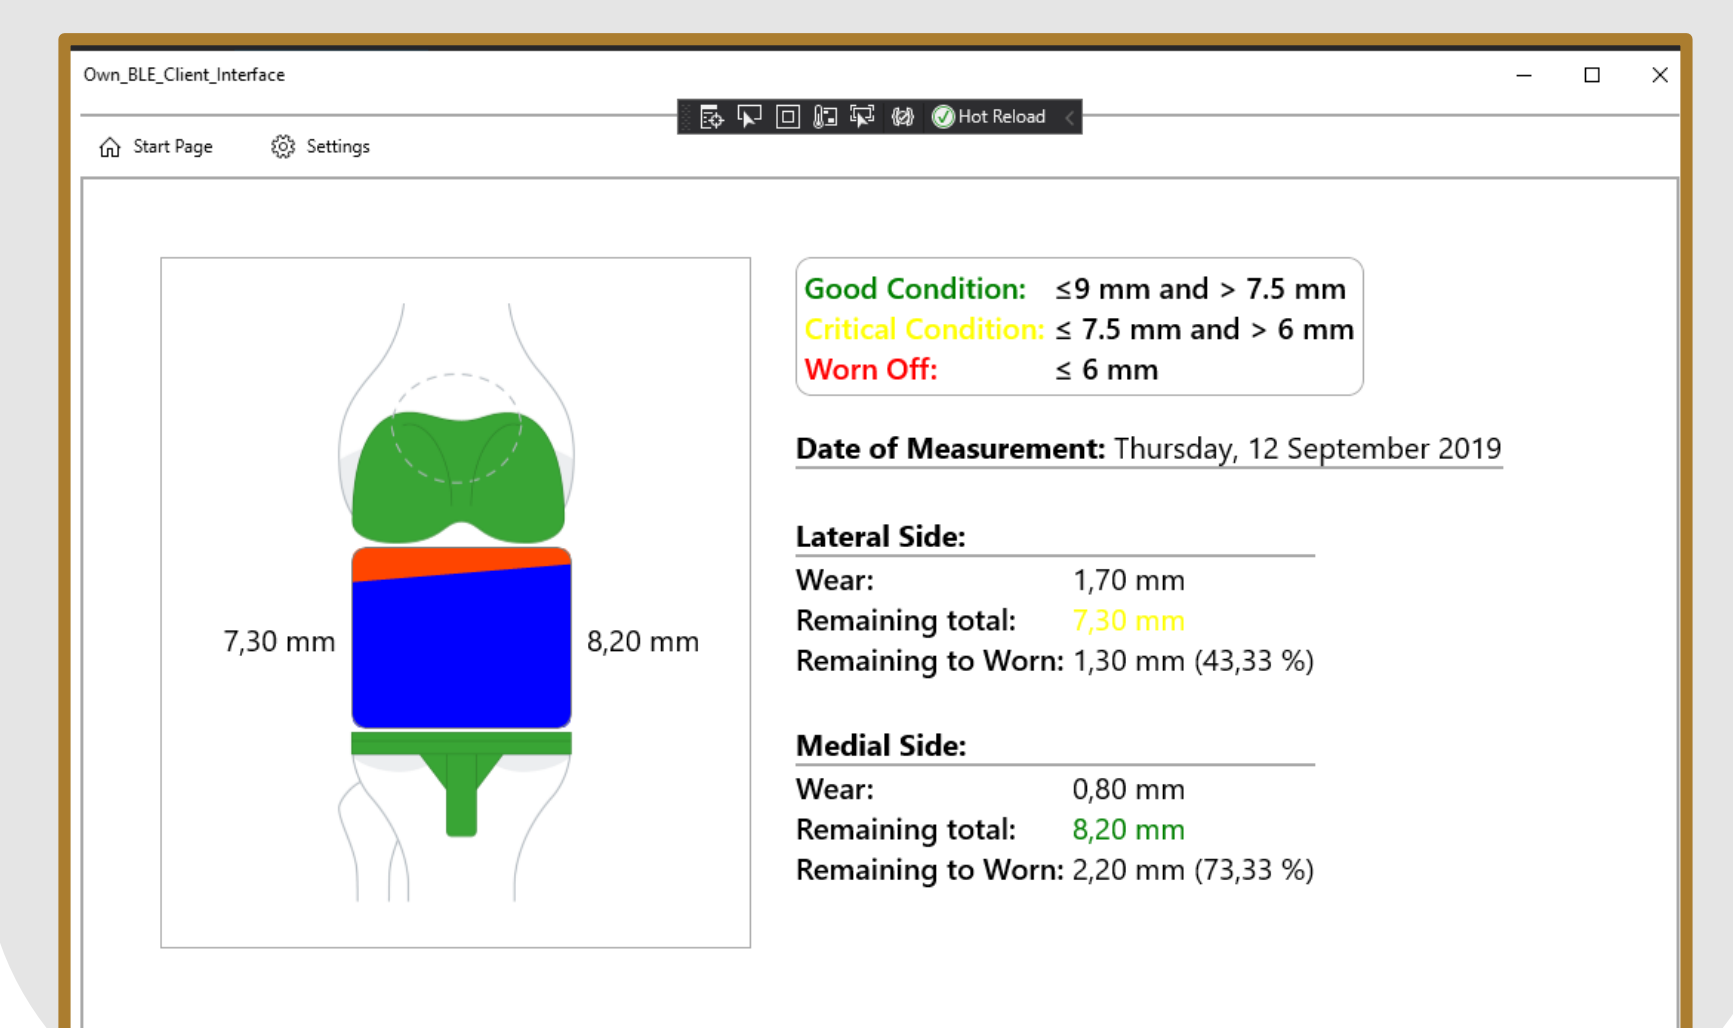 Own_BLE_Client_Interface
Hot Reload
Start Page
Settings
Good Condition: ≤9 mm and > 7.5 mm
Critical Condition: ≤ 7.5 mm and > 6 mm
Worn Off: ≤ 6 mm
Date of Measurement: Thursday, 12 September 2019
7,30 mm
8,20 mm
Lateral Side:
Wear: 1,70 mm
Remaining total: 7,30 mm
Remaining to Worn: 1,30 mm (43,33 %)
Medial Side:
Wear: 0,80 mm
Remaining total: 8,20 mm
Remaining to Worn: 2,20 mm (73,33 %)